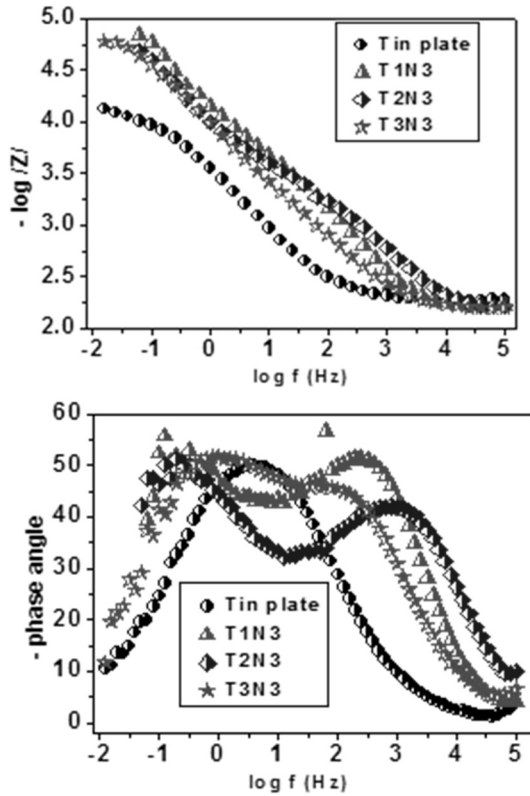 5.0
4.5
4.0
3.5
3.0
2.5
2.0
- log /Z/
Tin plate
T1N3
T2N3
T3N3
-2 -1 0 1 2 3 4 5
log f (Hz)
60
50
40
30
20
10
0
- phase angle
Tin plate
T1N3
T2N3
T3N3
-2 -1 0 1 2 3 4 5
log f (Hz)